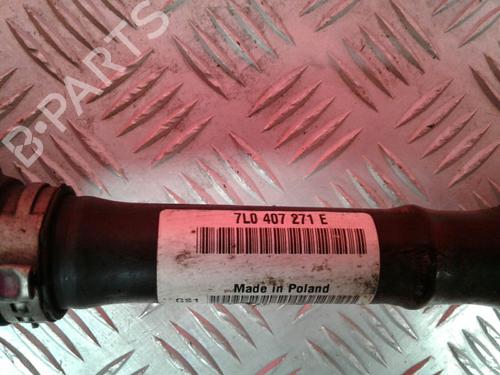 B-PARTS
7L0 407 271 E
Made in Poland
GS1